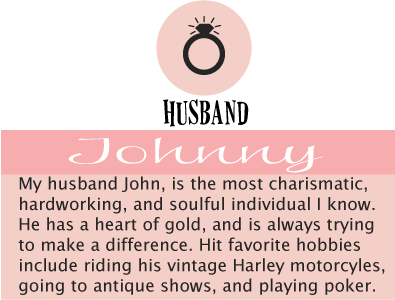 HUSBAND
Johnny
My husband John, is the most charismatic,
hardworking, and soulful individual I know.
He has a heart of gold, and is always trying
to make a difference. Hit favorite hobbies
include riding his vintage Harley motorcyles,
going to antique shows, and playing poker.